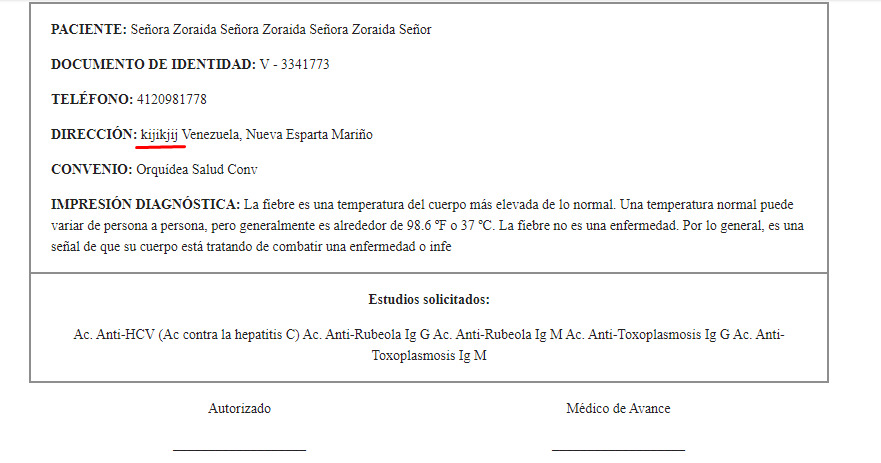 PACIENTE: Señora Zoraida Señora Zoraida Señora Zoraida Señor
DOCUMENTO DE IDENTIDAD: V - 3341773
TELÉFONO: 4120981778
DIRECCIÓN: kijikjij Venezuela, Nueva Esparta Mariño
CONVENIO: Orquídea Salud Conv
IMPRESIÓN DIAGNÓSTICA: La fiebre es una temperatura del cuerpo más elevada de lo normal. Una temperatura normal puede
variar de persona a persona, pero generalmente es alrededor de 98.6 °F o 37 °C. La fiebre no es una enfermedad. Por lo general, es una
señal de que su cuerpo está tratando de combatir una enfermedad o infe
Estudios solicitados:
Ac. Anti-HCV (Ac contra la hepatitis C) Ac. Anti-Rubeola Ig G Ac. Anti-Rubeola Ig M Ac. Anti-Toxoplasmosis Ig G Ac. Anti-
Toxoplasmosis Ig M
Autorizado
Médico de Avance